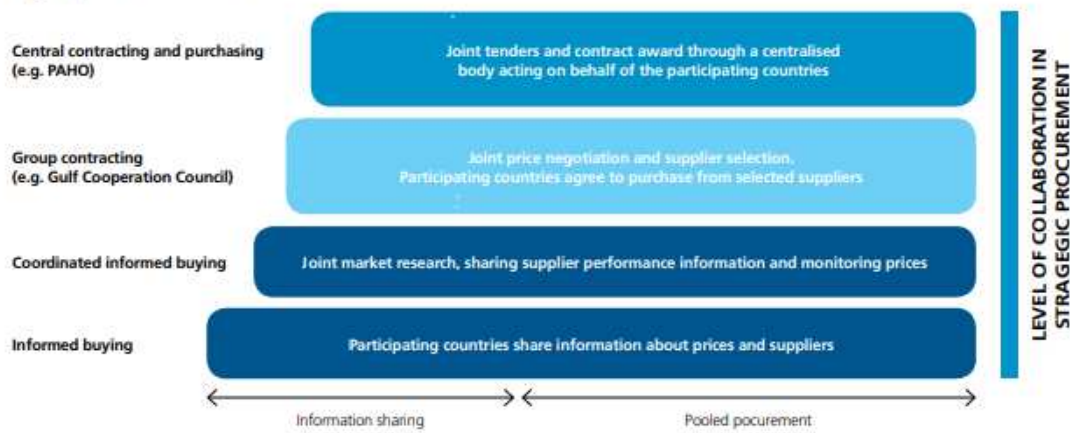 Central contracting and purchasing
(e.g. PAHO)
Joint tenders and contract award through a centralised
body acting on behalf of the participating countries
Group contracting
(e.g. Gulf Cooperation Council)
Joint price negotiation and supplier selection.
Participating countries agree to purchase from selected suppliers
Coordinated informed buying
Joint market research, sharing supplier performance information and monitoring prices
Informed buying
Participating countries share information about prices and suppliers
Information sharing
Pooled pocurement
LEVEL OF COLLABORATION IN
STRAGEGIC PROCUREMENT